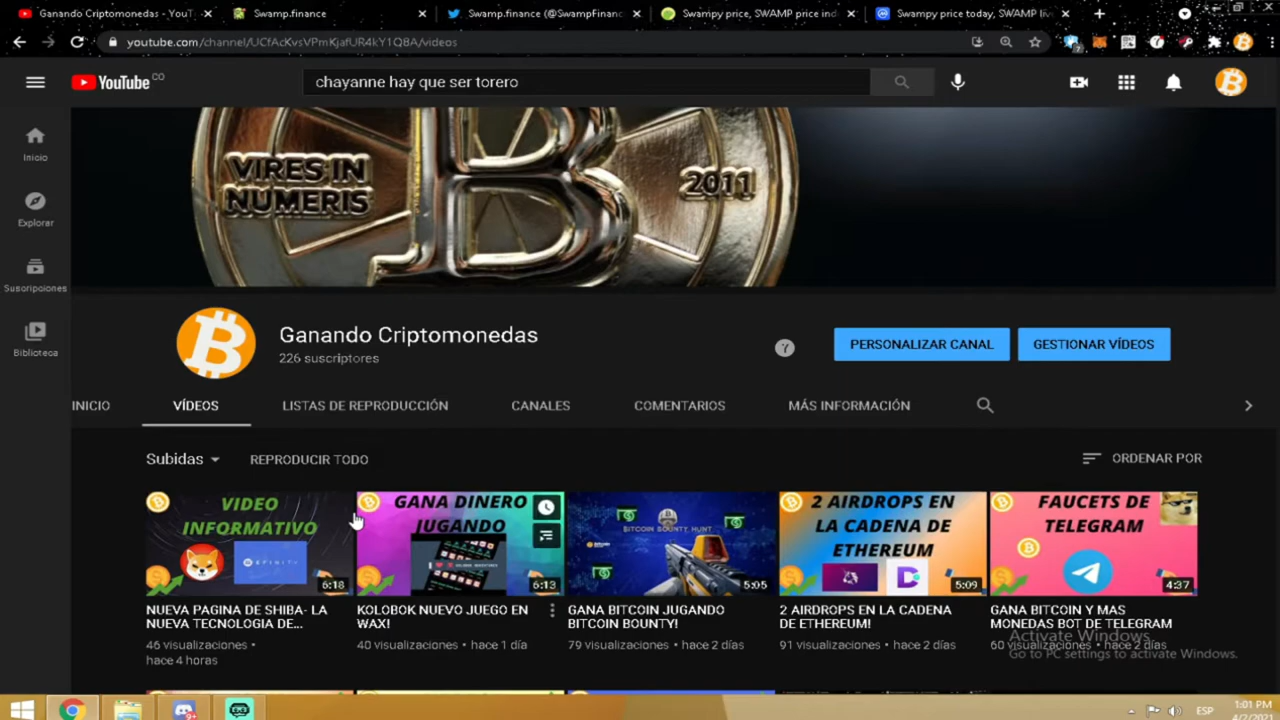 Ganando Criptomonedas - YouT
Swamp.finance
Swamp.finance (@SwampFinanc
Swampy price, SWAMP price ind
Swampy price today, SWAMP liv
youtube.com/channel/UCfAcKvsVPmKjafUR4kY1Q8A/videos
YouTube CO
chayanne hay que ser torero
Inicio
Explorar
Suscripciones
Biblioteca
VIRES IN
NUMERIS
2011
Ganando Criptomonedas
226 suscriptores
PERSONALIZAR CANAL
GESTIONAR VÍDEOS
INICIO
VÍDEOS
LISTAS DE REPRODUCCIÓN
CANALES
COMENTARIOS
MÁS INFORMACIÓN
Subidas
REPRODUCIR TODO
ORDENAR POR
VIDEO
INFORMATIVO
6:18
NUEVA PAGINA DE SHIBA- LA
NUEVA TECNOLOGIA DE...
46 visualizaciones •
hace 4 horas
GANA DINERO
JUGANDO
6:13
KOLOBOK NUEVO JUEGO EN
WAX!
40 visualizaciones • hace 1 día
BITCOIN BOUNTY HUNT
5:05
GANA BITCOIN JUGANDO
BITCOIN BOUNTY!
79 visualizaciones • hace 2 días
2 AIRDROPS EN
LA CADENA DE
ETHEREUM
5:09
2 AIRDROPS EN LA CADENA
DE ETHEREUM!
91 visualizaciones • hace 2 días
FAUCETS DE
TELEGRAM
4:37
GANA BITCOIN Y MAS
MONEDAS BOT DE TELEGRAM
60 visualizaciones • hace 2 días
Activate Windows
Go to PC settings to activate Windows.
ESP
1:01 PM
4/2/2021